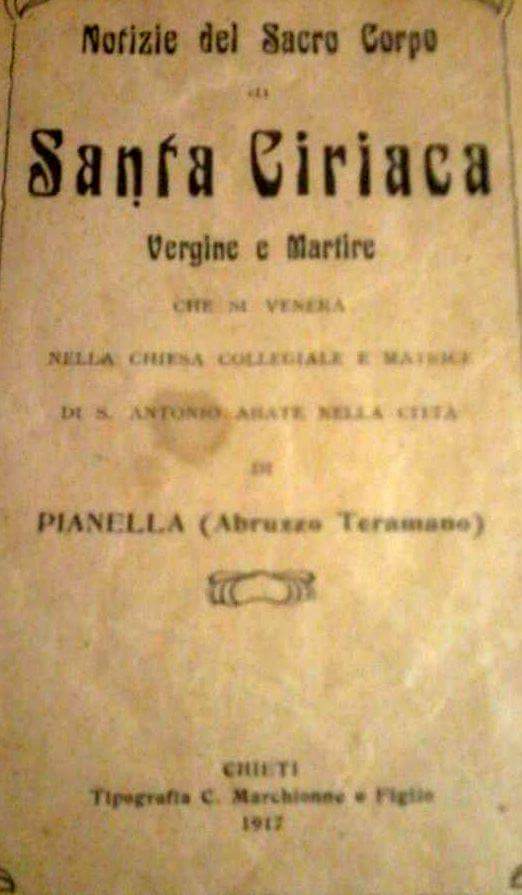 Notizie del Sacro Corpo
di
Santa Ciriaca
Vergine e Martire
CHE SI VENERA
NELLA CHIESA COLLEGIALE E MATRICE
DI S. ANTONIO ABATE NELLA CITTÀ
DI
PIANELLA (Abruzzo Teramano)
CHIETI
Tipografia C. Marchionne e Figlio
1917